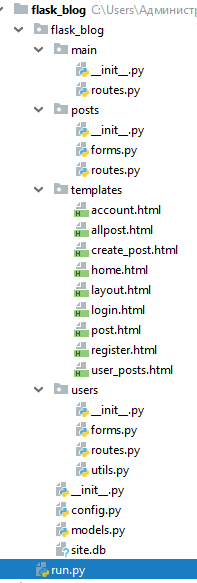 flask_blog C:\Users\Админист
flask_blog
main
__init__.py
routes.py
posts
__init__.py
forms.py
routes.py
templates
account.html
allpost.html
create_post.html
home.html
layout.html
login.html
post.html
register.html
user_posts.html
users
__init__.py
forms.py
routes.py
utils.py
__init__.py
config.py
models.py
site.db
run.py